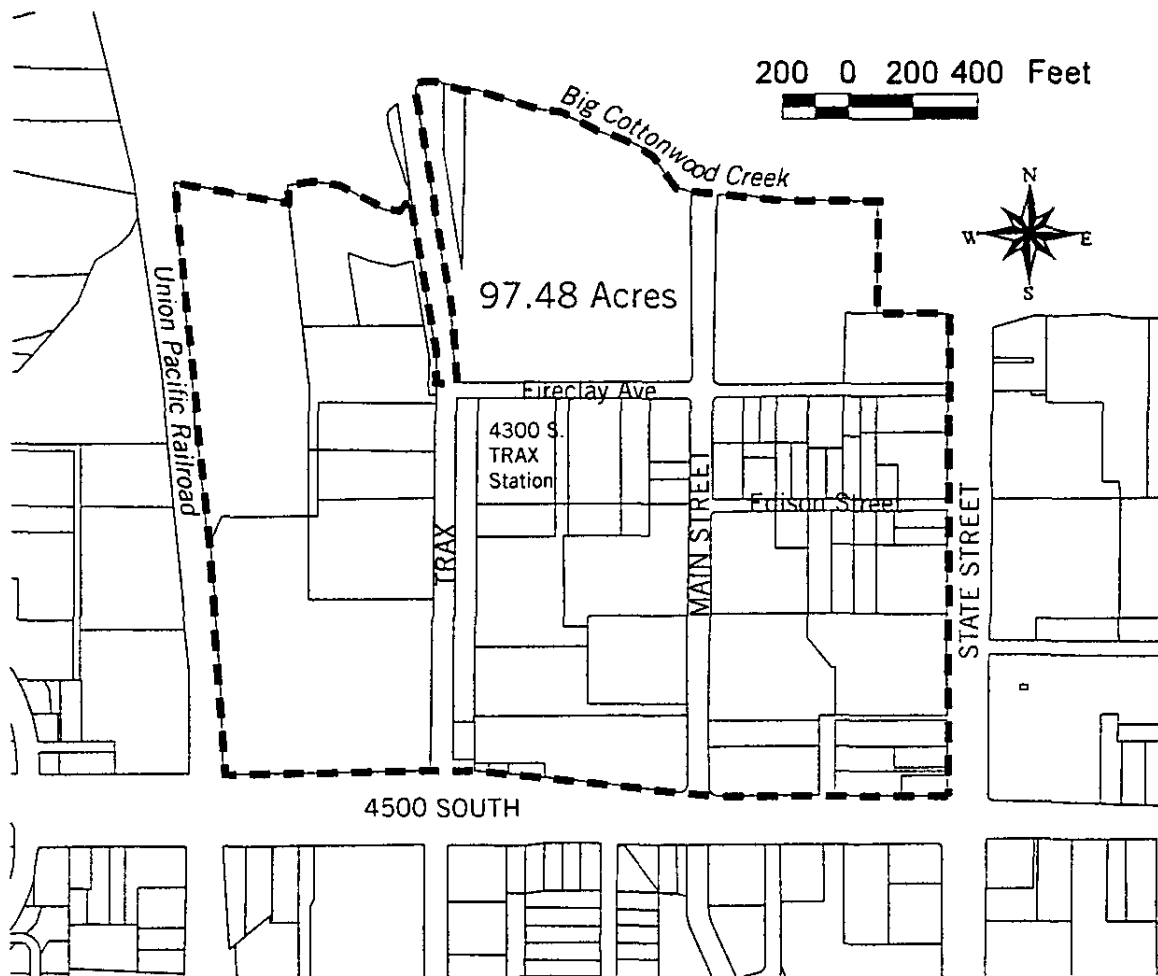 200 0 200 400 Feet
Big Cottonwood Creek
N
W E
S
97.48 Acres
Union Pacific Railroad
Fireclay Ave
4300 S.
TRAX
Station
MAIN STREET
Edison Street
TRAX
STATE STREET
4500 SOUTH